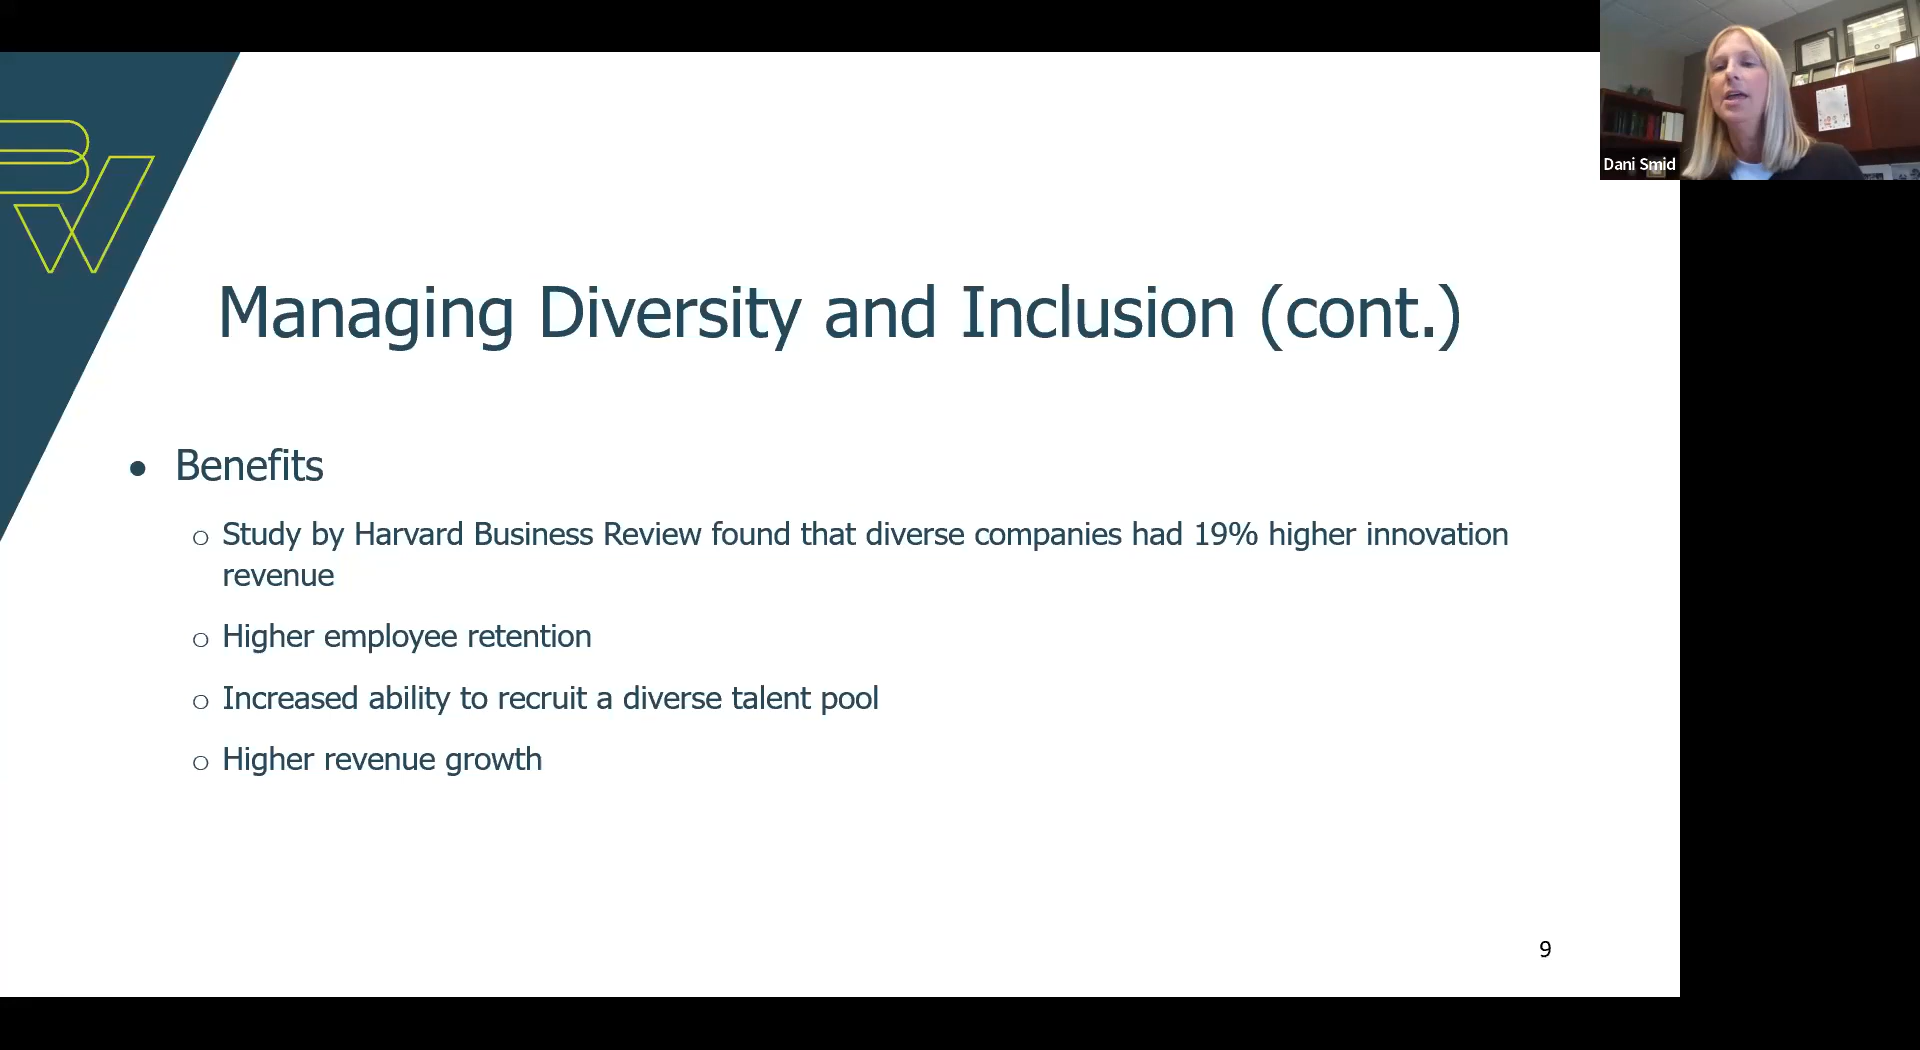 Dani Smid
Managing Diversity and Inclusion (cont.)
• Benefits
o Study by Harvard Business Review found that diverse companies had 19% higher innovation
revenue
o Higher employee retention
o Increased ability to recruit a diverse talent pool
o Higher revenue growth
9